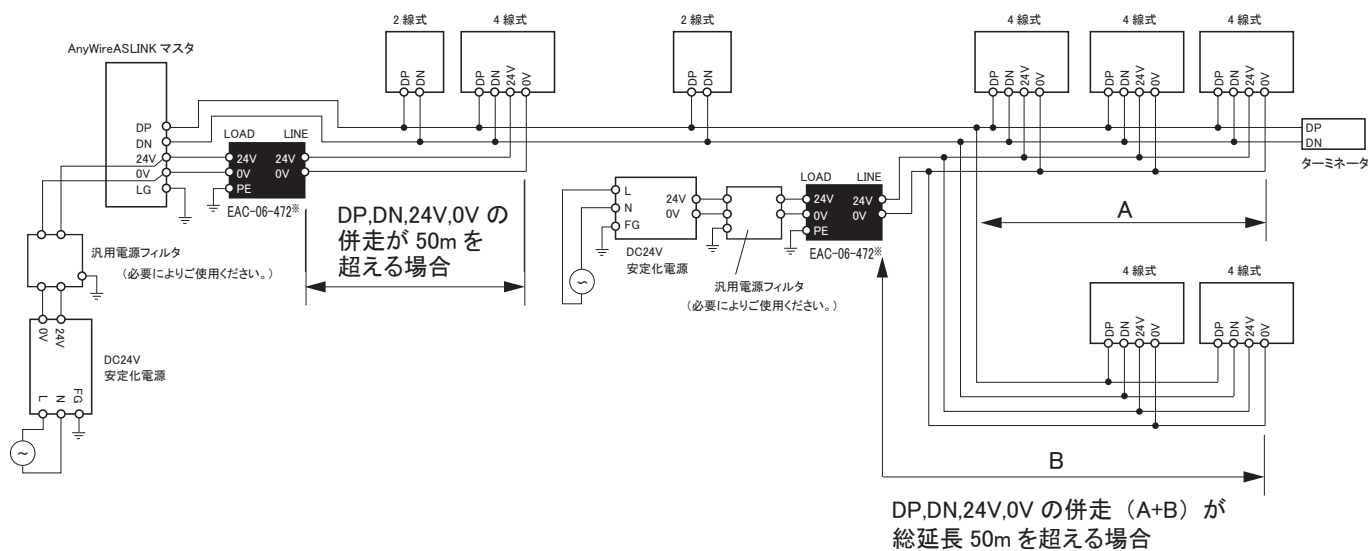 2 線式
4 線式
2 線式
4 線式
4 線式
4 線式
AnyWireASLINK マスタ
DP
DN
DP
DN
24V
0V
DP
DN
DP
DN
24V
0V
DP
DN
24V
0V
DP
DN
24V
0V
DP
DN
24V
0V
LG
LOAD
LINE
24V
0V
PE
24V
0V
EAC-06-472※
DP
DN
ターミネータ
DP,DN,24V,0V の
併走が 50m を
超える場合
L
N
FG
24V
0V
DC24V
安定化電源
LOAD
LINE
24V
0V
PE
24V
0V
EAC-06-472※
汎用電源フィルタ
（必要によりご使用ください。）
A
汎用電源フィルタ
（必要によりご使用ください。）
0V
24V
DC24V
安定化電源
L
N
FG
~
~
4 線式
4 線式
DP
DN
24V
0V
DP
DN
24V
0V
B
DP,DN,24V,0V の併走（A+B）が
総延長 50m を超える場合